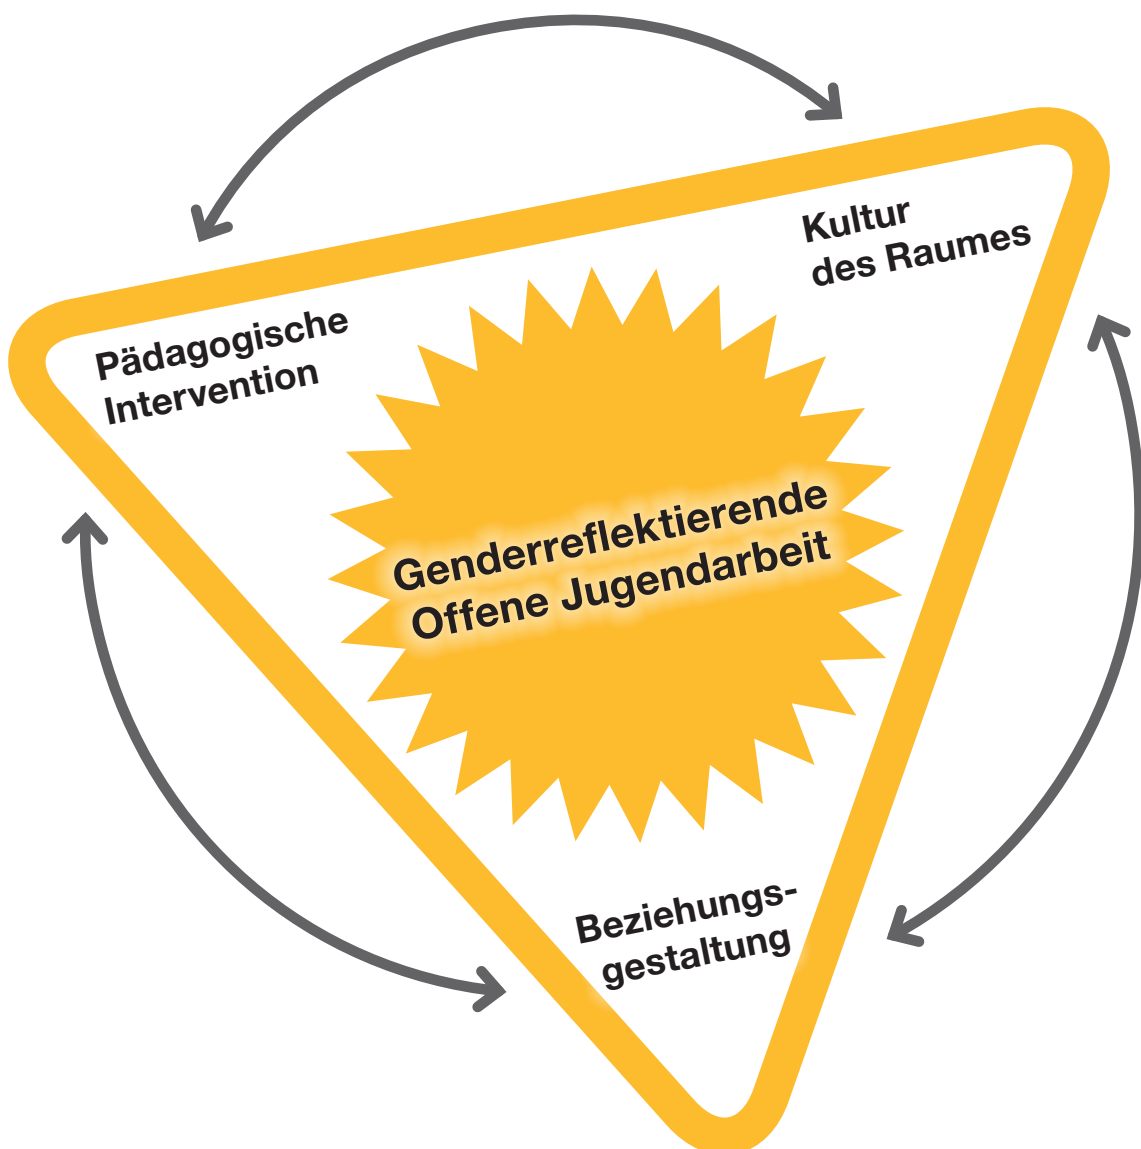 Kultur
des Raumes
Pädagogische
Intervention
Genderreflektierende
Offene Jugendarbeit
Beziehungs-
gestaltung